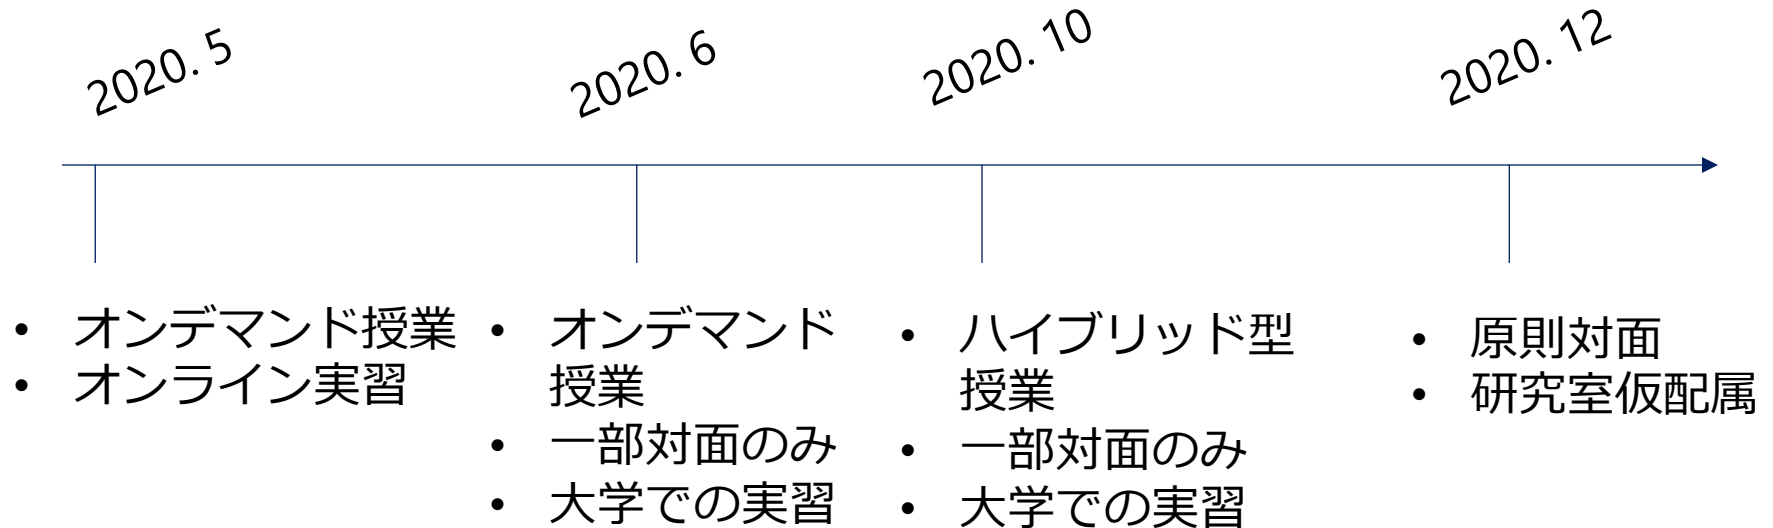 2020. 5
2020. 6
2020. 10
2020. 12
• オンデマンド授業
• オンライン実習
• オンデマンド
授業
• 一部対面のみ
• 大学での実習
• ハイブリッド型
授業
• 一部対面のみ
• 大学での実習
• 原則対面
• 研究室仮配属